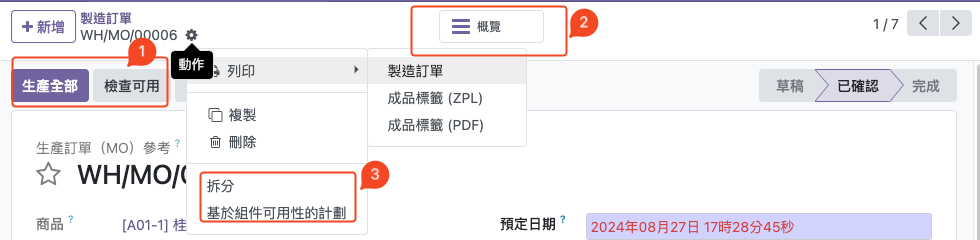 + 新增
製造訂單
WH/MO/00006
概覽
2
1 / 7
1
動作
生產全部
檢查可用
列印
製造訂單
草稿
已確認
完成
成品標籤 (ZPL)
複製
成品標籤 (PDF)
刪除
生產訂單（MO）參考 ?
WH/MO/
3
拆分
基於組件可用性的計劃
商品 ?
[A01-1] 桂
預定日期 ?
2024年08月27日 17時28分45秒